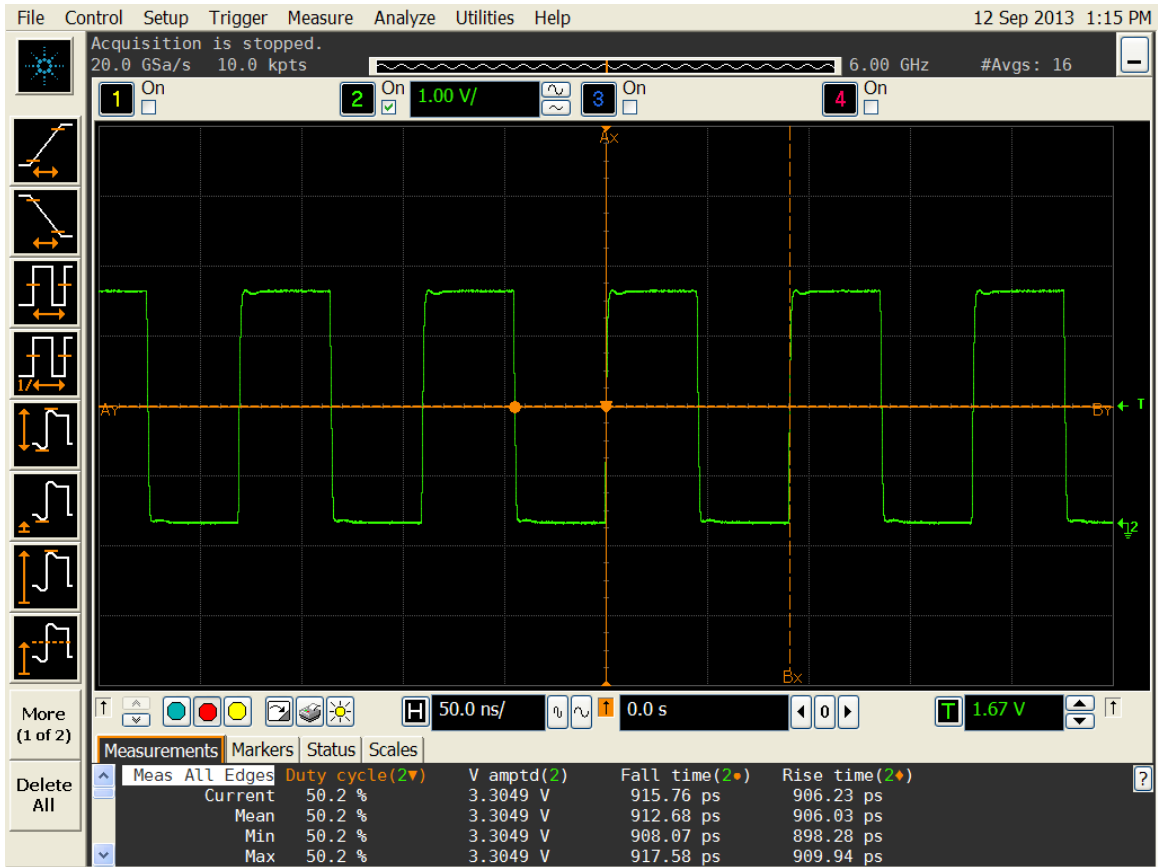 File Control Setup Trigger Measure Analyze Utilities Help 12 Sep 2013 1:15 PM
Acquisition is stopped.
20.0 GSa/s 10.0 kpts 6.00 GHz #Avgs: 16
1 On 2 On 1.00 V/ 3 On 4 On
Ax
1/
AY BY T
2
Bx
More
(1 of 2)
Delete
All
H 50.0 ns/ 0.0 s 0 T 1.67 V
Measurements Markers Status Scales
Meas All Edges Duty cycle(2▼) V amptd(2) Fall time(2●) Rise time(2♦) ?
Current 50.2 % 3.3049 V 915.76 ps 906.23 ps
Mean 50.2 % 3.3049 V 912.68 ps 906.03 ps
Min 50.2 % 3.3049 V 908.07 ps 898.28 ps
Max 50.2 % 3.3049 V 917.58 ps 909.94 ps